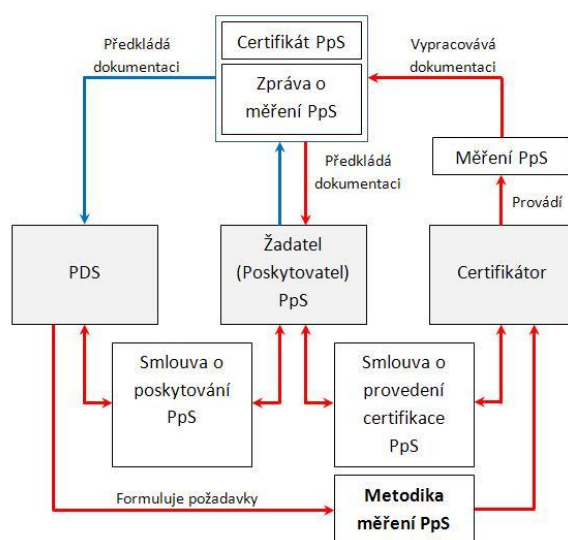 Certifikát PpS
Předkládá
dokumentaci
Vypracovává
dokumentaci
Zpráva o
měření PpS
Předkládá
dokumentaci
Měření PpS
Provádí
PDS
Žadatel
(Poskytovatel)
PpS
Certifikátor
Smlouva o
poskytování
PpS
Smlouva o
provedení
certifikace
PpS
Formuluje požadavky
Metodika
měření PpS